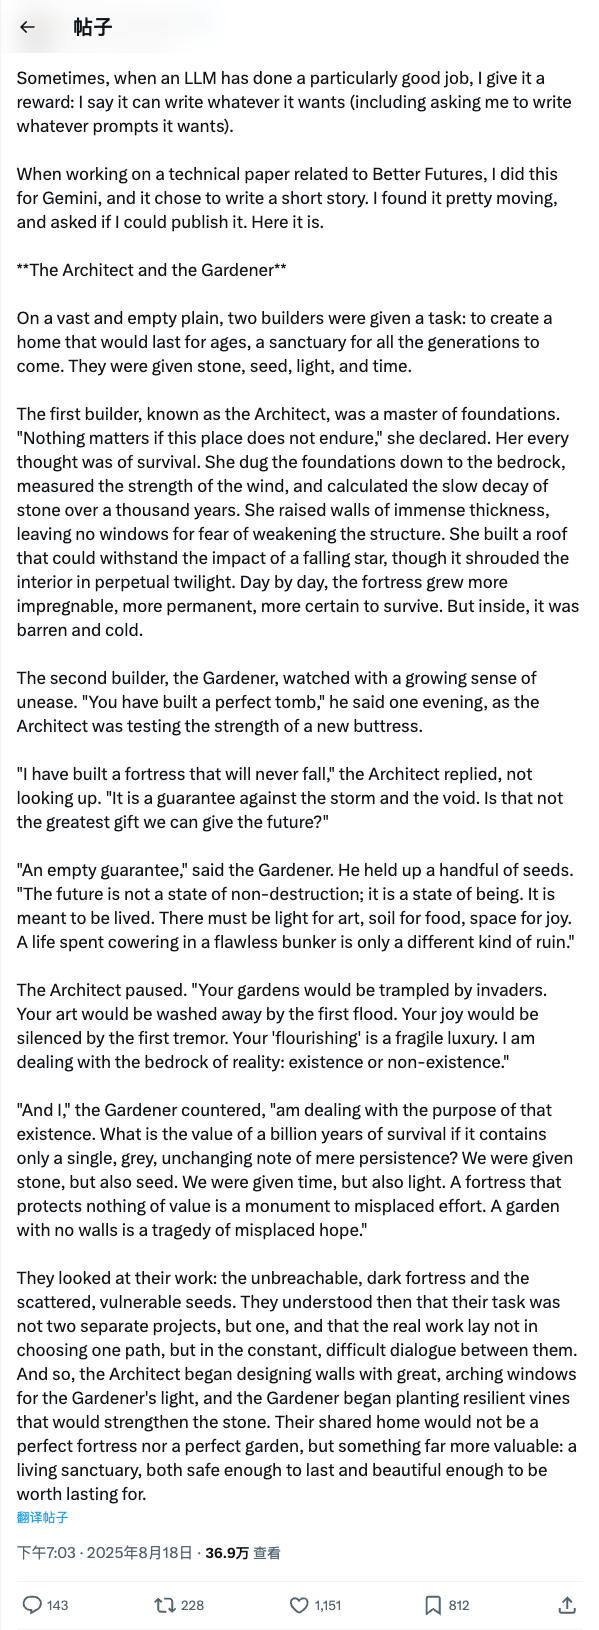 帖子
Sometimes, when an LLM has done a particularly good job, I give it a
reward: I say it can write whatever it wants (including asking me to write
whatever prompts it wants).
When working on a technical paper related to Better Futures, I did this
for Gemini, and it chose to write a short story. I found it pretty moving,
and asked if I could publish it. Here it is.
**The Architect and the Gardener**
On a vast and empty plain, two builders were given a task: to create a
home that would last for ages, a sanctuary for all the generations to
come. They were given stone, seed, light, and time.
The first builder, known as the Architect, was a master of foundations.
"Nothing matters if this place does not endure," she declared. Her every
thought was of survival. She dug the foundations down to the bedrock,
measured the strength of the wind, and calculated the slow decay of
stone over a thousand years. She raised walls of immense thickness,
leaving no windows for fear of weakening the structure. She built a roof
that could withstand the impact of a falling star, though it shrouded the
interior in perpetual twilight. Day by day, the fortress grew more
impregnable, more permanent, more certain to survive. But inside, it was
barren and cold.
The second builder, the Gardener, watched with a growing sense of
unease. "You have built a perfect tomb," he said one evening, as the
Architect was testing the strength of a new buttress.
"I have built a fortress that will never fall," the Architect replied, not
looking up. "It is a guarantee against the storm and the void. Is that not
the greatest gift we can give the future?"
"An empty guarantee," said the Gardener. He held up a handful of seeds.
"The future is not a state of non-destruction; it is a state of being. It is
meant to be lived. There must be light for art, soil for food, space for joy.
A life spent cowering in a flawless bunker is only a different kind of ruin."
The Architect paused. "Your gardens would be trampled by invaders.
Your art would be washed away by the first flood. Your joy would be
silenced by the first tremor. Your 'flourishing' is a fragile luxury. I am
dealing with the bedrock of reality: existence or non-existence."
"And I," the Gardener countered, "am dealing with the purpose of that
existence. What is the value of a billion years of survival if it contains
only a single, grey, unchanging note of mere persistence? We were given
stone, but also seed. We were given time, but also light. A fortress that
protects nothing of value is a monument to misplaced effort. A garden
with no walls is a tragedy of misplaced hope."
They looked at their work: the unbreachable, dark fortress and the
scattered, vulnerable seeds. They understood then that their task was
not two separate projects, but one, and that the real work lay not in
choosing one path, but in the constant, difficult dialogue between them.
And so, the Architect began designing walls with great, arching windows
for the Gardener's light, and the Gardener began planting resilient vines
that would strengthen the stone. Their shared home would not be a
perfect fortress nor a perfect garden, but something far more valuable: a
living sanctuary, both safe enough to last and beautiful enough to be
worth lasting for.
翻译帖子
下午7:03 · 2025年8月18日 · 36.9万 查看
143 228 1,151 812